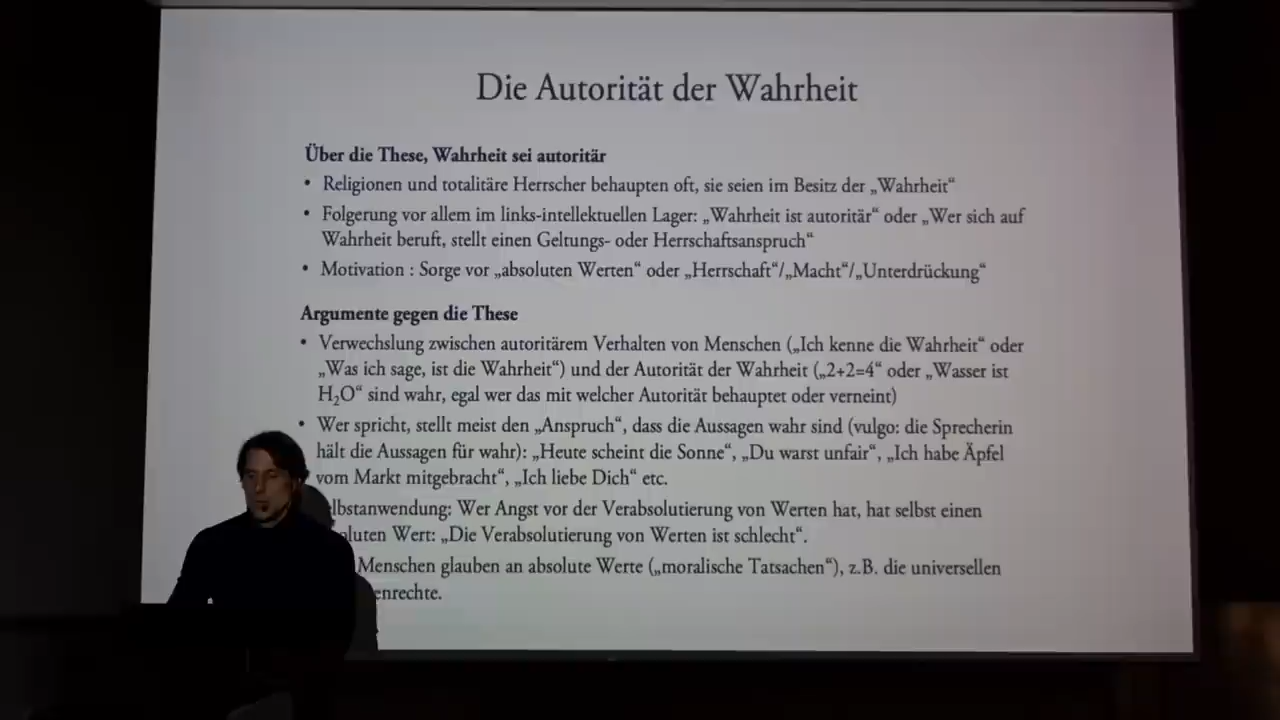 Die Autorität der Wahrheit
Über die These, Wahrheit sei autoritär
• Religionen und totalitäre Herrscher behaupten oft, sie seien im Besitz der „Wahrheit“
• Folgerung vor allem im links-intellektuellen Lager: „Wahrheit ist autoritär“ oder „Wer sich auf
Wahrheit beruft, stellt einen Geltungs- oder Herrschaftsanspruch“
• Motivation : Sorge vor „absoluten Werten“ oder „Herrschaft“/„Macht“/„Unterdrückung“
Argumente gegen die These
• Verwechslung zwischen autoritärem Verhalten von Menschen („Ich kenne die Wahrheit“ oder
„Was ich sage, ist die Wahrheit“) und der Autorität der Wahrheit („2+2=4“ oder „Wasser ist
H₂O“ sind wahr, egal wer das mit welcher Autorität behauptet oder verneint)
• Wer spricht, stellt meist den „Anspruch“, dass die Aussagen wahr sind (vulgo: die Sprecherin
hält die Aussagen für wahr): „Heute scheint die Sonne“, „Du warst unfair“, „Ich habe Äpfel
vom Markt mitgebracht“, „Ich liebe Dich“ etc.
lbstanwendung: Wer Angst vor der Verabsolutierung von Werten hat, hat selbst einen
luten Wert: „Die Verabsolutierung von Werten ist schlecht“.
Menschen glauben an absolute Werte („moralische Tatsachen“), z.B. die universellen
enrechte.